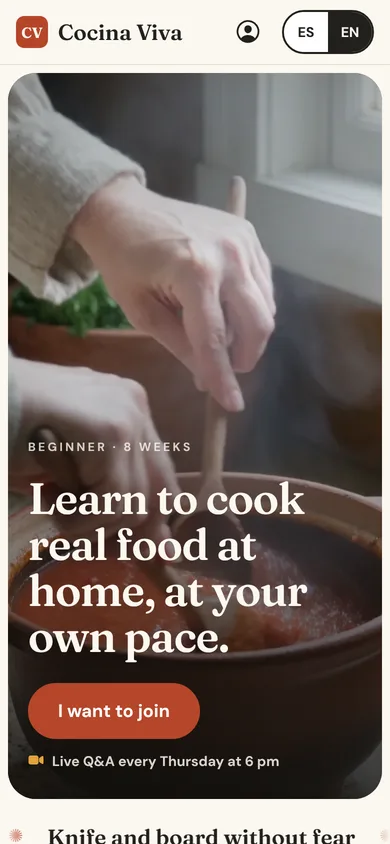 CV Cocina Viva ES EN
BEGINNER · 8 WEEKS
Learn to cook
real food at
home, at your
own pace.
I want to join
Live Q&A every Thursday at 6 pm
Knife and board without fear